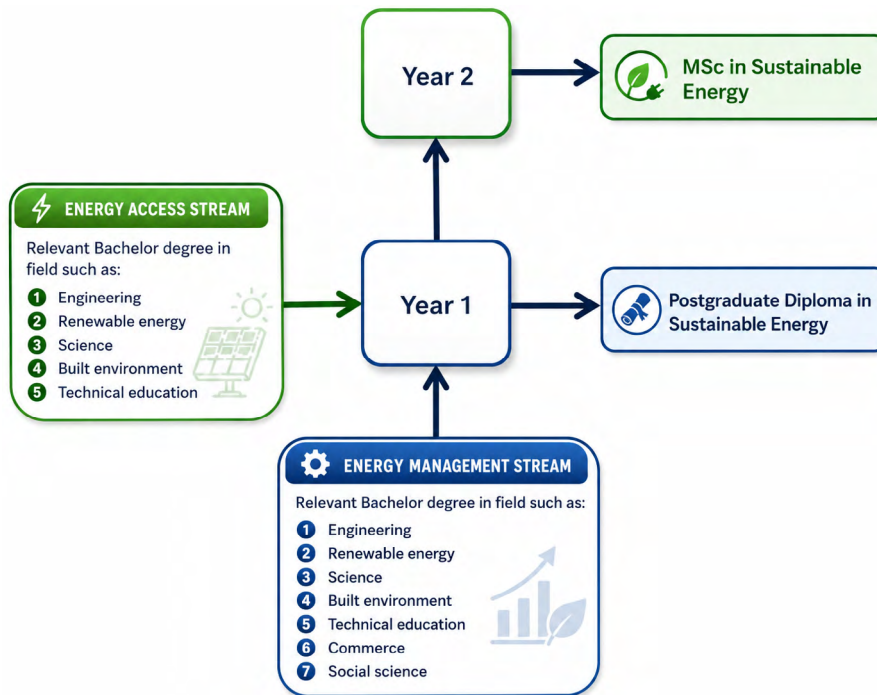 Year 2
MSc in Sustainable
Energy
ENERGY ACCESS STREAM
Relevant Bachelor degree in
field such as:
1 Engineering
2 Renewable energy
3 Science
4 Built environment
5 Technical education
Year 1
Postgraduate Diploma in
Sustainable Energy
ENERGY MANAGEMENT STREAM
Relevant Bachelor degree in field such as:
1 Engineering
2 Renewable energy
3 Science
4 Built environment
5 Technical education
6 Commerce
7 Social science